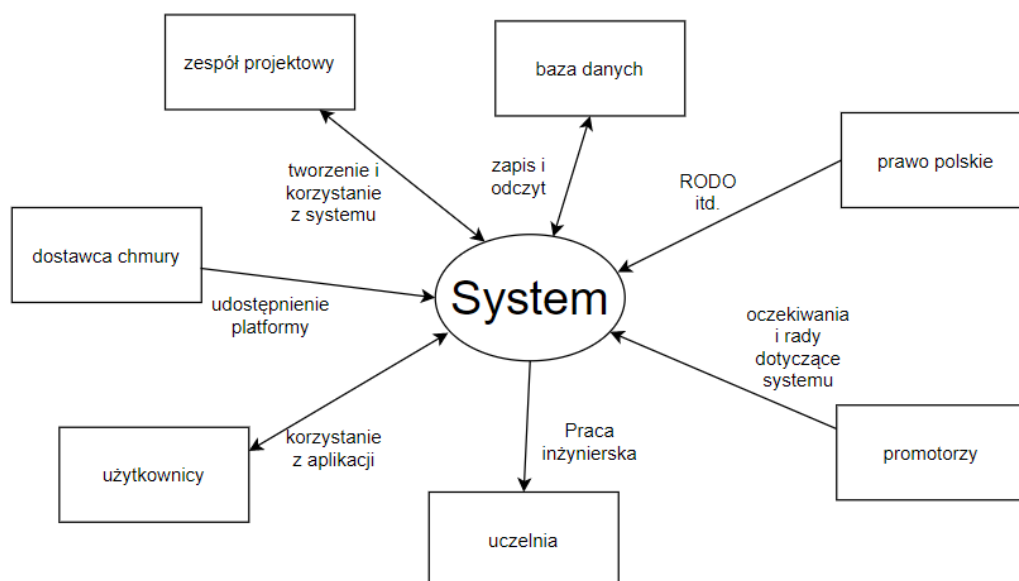 zespół projektowy
baza danych
tworzenie i
korzystanie
z systemu
zapis i
odczyt
RODO
itd.
prawo polskie
dostawca chmury
udostępnienie
platformy
System
oczekiwania
i rady
dotyczące
systemu
użytkownicy
korzystanie
z aplikacji
Praca
inżynierska
promotorzy
uczelnia